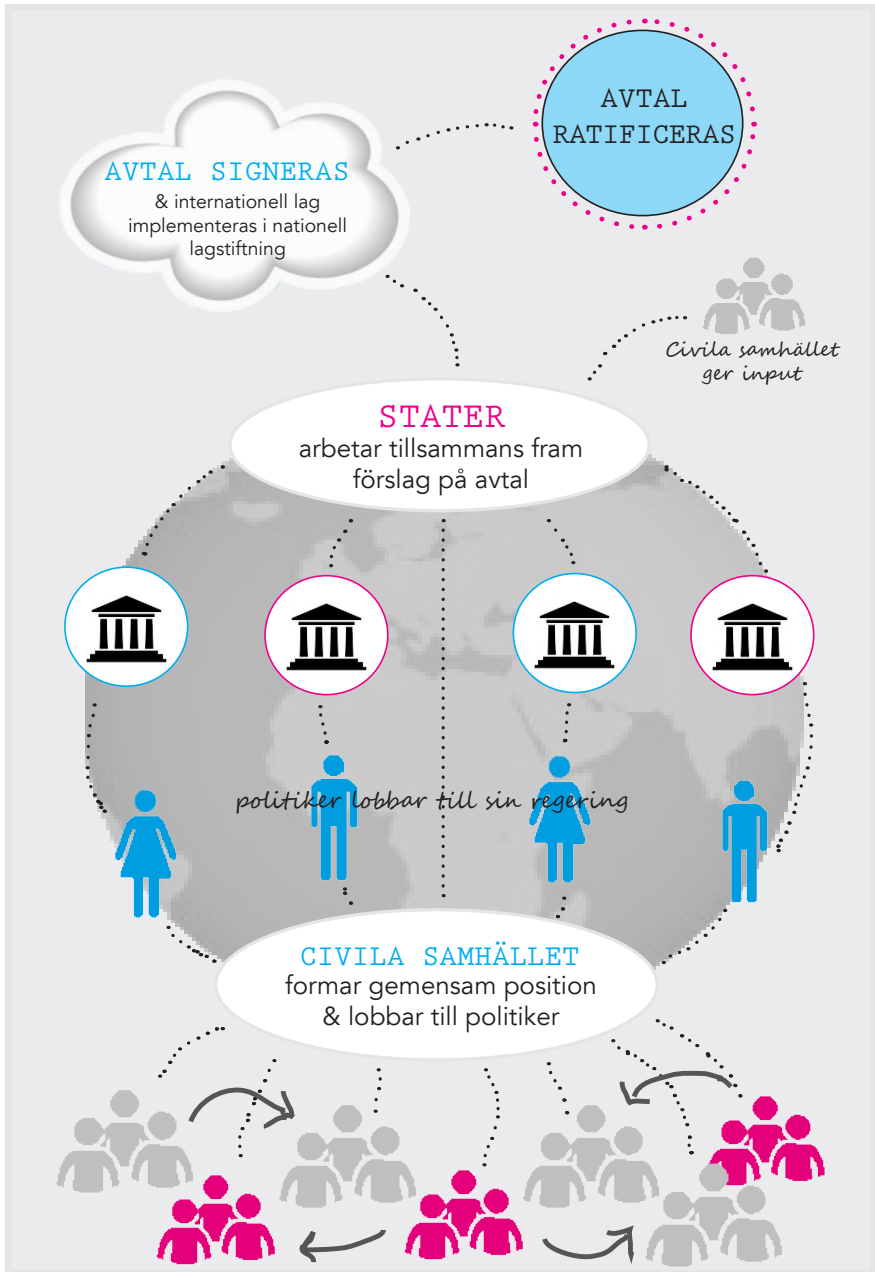 AVTAL
RATIFICERAS
AVTAL SIGNERAS
& internationell lag
implementeras i nationell
lagstiftning
Civila samhället
ger input
STATER
arbetar tillsammans fram
förslag på avtal
politiker lobbar till sin regering
CIVILA SAMHÄLLET
formar gemensam position
& lobbar till politiker